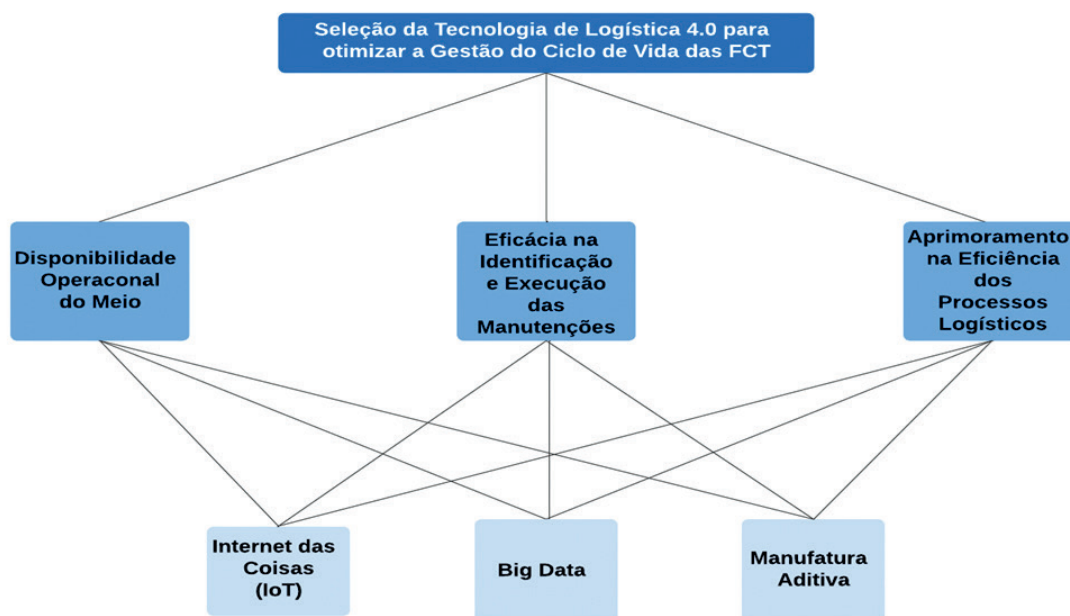 Seleção da Tecnologia de Logística 4.0 para
otimizar a Gestão do Ciclo de Vida das FCT
Disponibilidade
Operaconal
do Meio
Eficácia na
Identificação
e Execução
das
Manutenções
Aprimoramento
na Eficiência
dos
Processos
Logísticos
Internet das
Coisas
(IoT)
Big Data
Manufatura
Aditiva